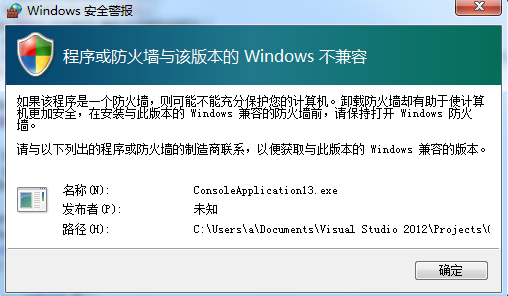 Windows 安全警报
程序或防火墙与该版本的 Windows 不兼容
如果该程序是一个防火墙，则可能不能充分保护您的计算机。卸载防火墙却有助于使计算
机更加安全，在安装与此版本的 Windows 兼容的防火墙前，请保持打开 Windows 防火
墙。
请与以下列出的程序或防火墙的制造商联系，以便获取与此版本的 Windows 兼容的版本。
名称(N): ConsoleApplication13.exe
发布者(P): 未知
路径(H): C:\Users\a\Documents\Visual Studio 2012\Projects\
确定